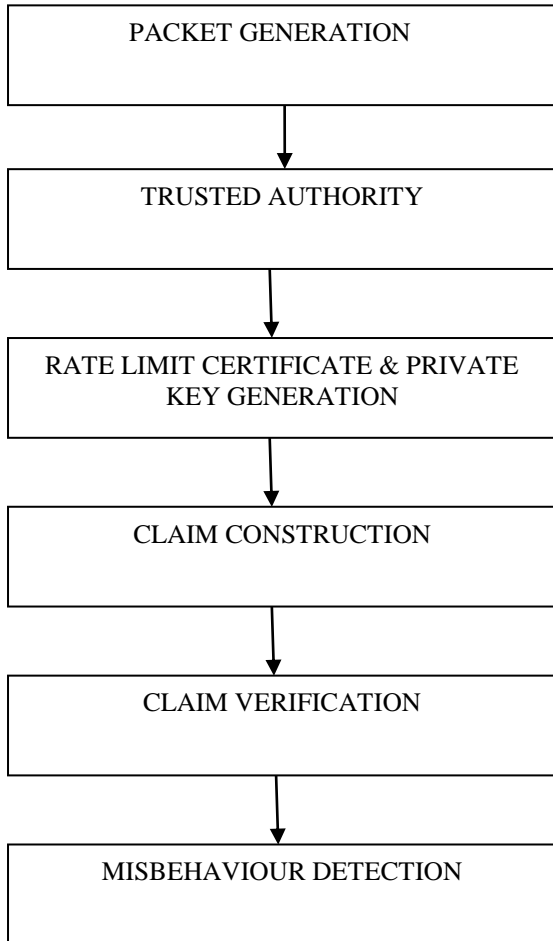 PACKET GENERATION
TRUSTED AUTHORITY
RATE LIMIT CERTIFICATE & PRIVATE
KEY GENERATION
CLAIM CONSTRUCTION
CLAIM VERIFICATION
MISBEHAVIOUR DETECTION